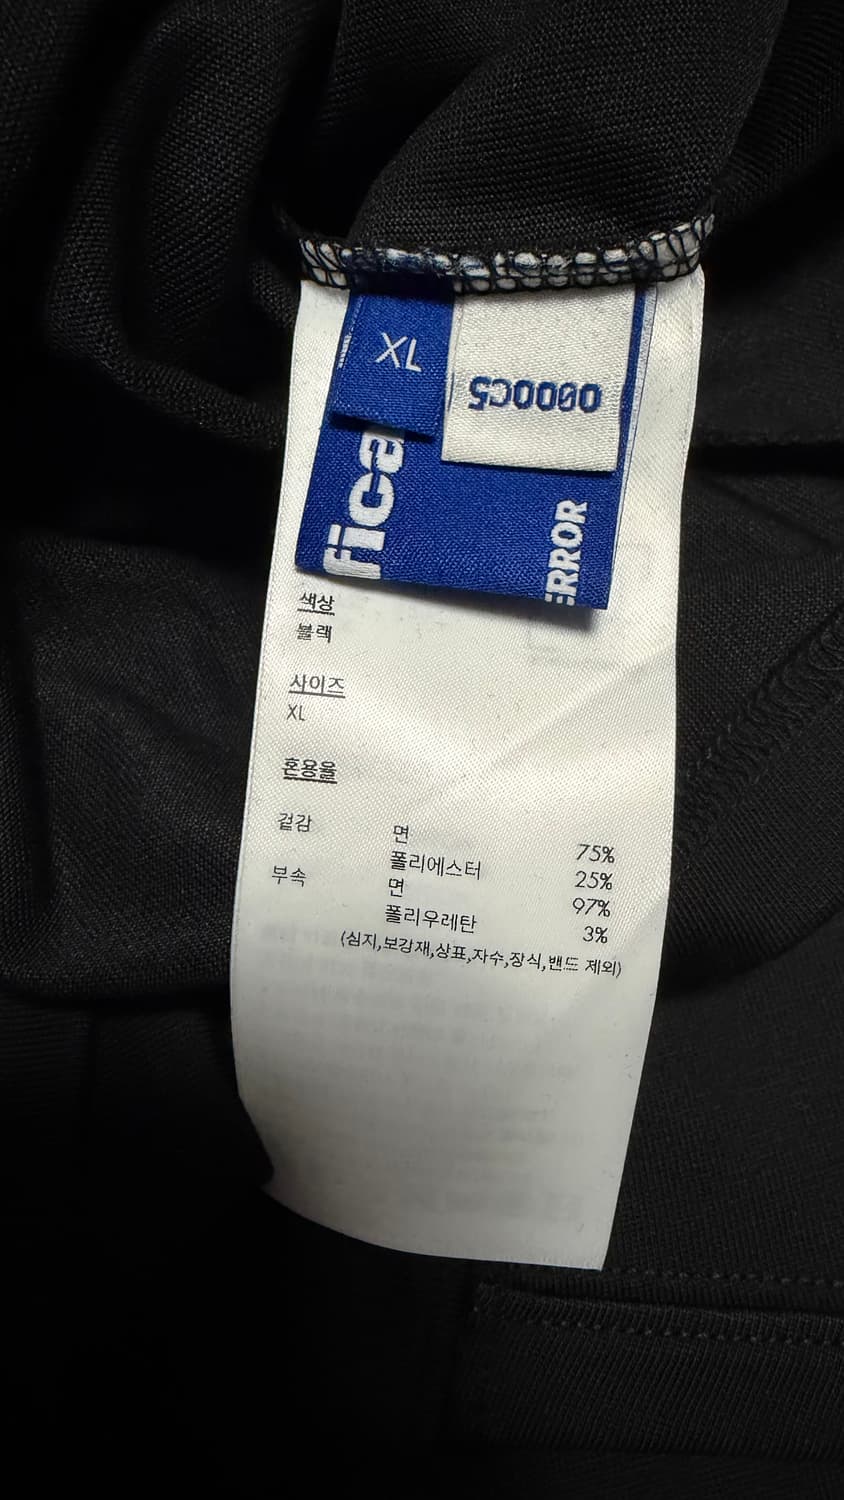 XL
0000C5
fica
ERROR
색상
블랙
사이즈
XL
혼용율
겉감 면 75%
폴리에스터 25%
부속 면 97%
폴리우레탄 3%
(심지,보강재,상표,자수,장식,밴드 제외)